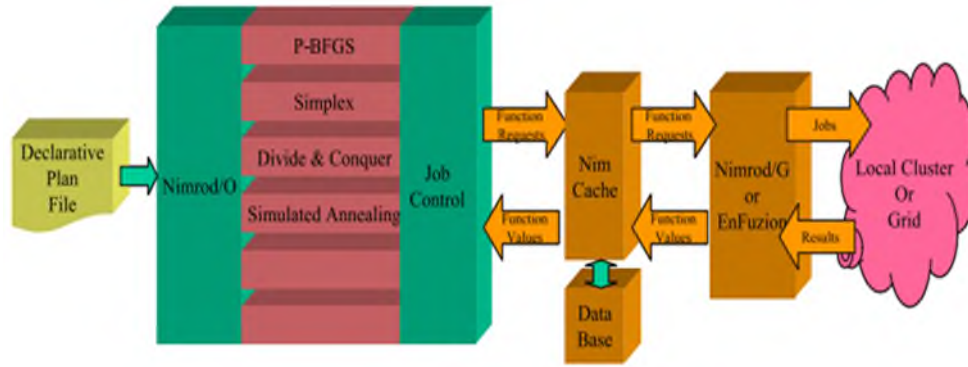 Declarative
Plan
File
Nimrod/O
P-BFGS
Simplex
Divide & Conquer
Simulated Annealing
Job
Control
Function
Requests
Function
Values
Nim
Cache
Data
Base
Function
Requests
Function
Values
Nimrod/G
or
EnFuzion
Jobs
Results
Local Cluster
Or
Grid